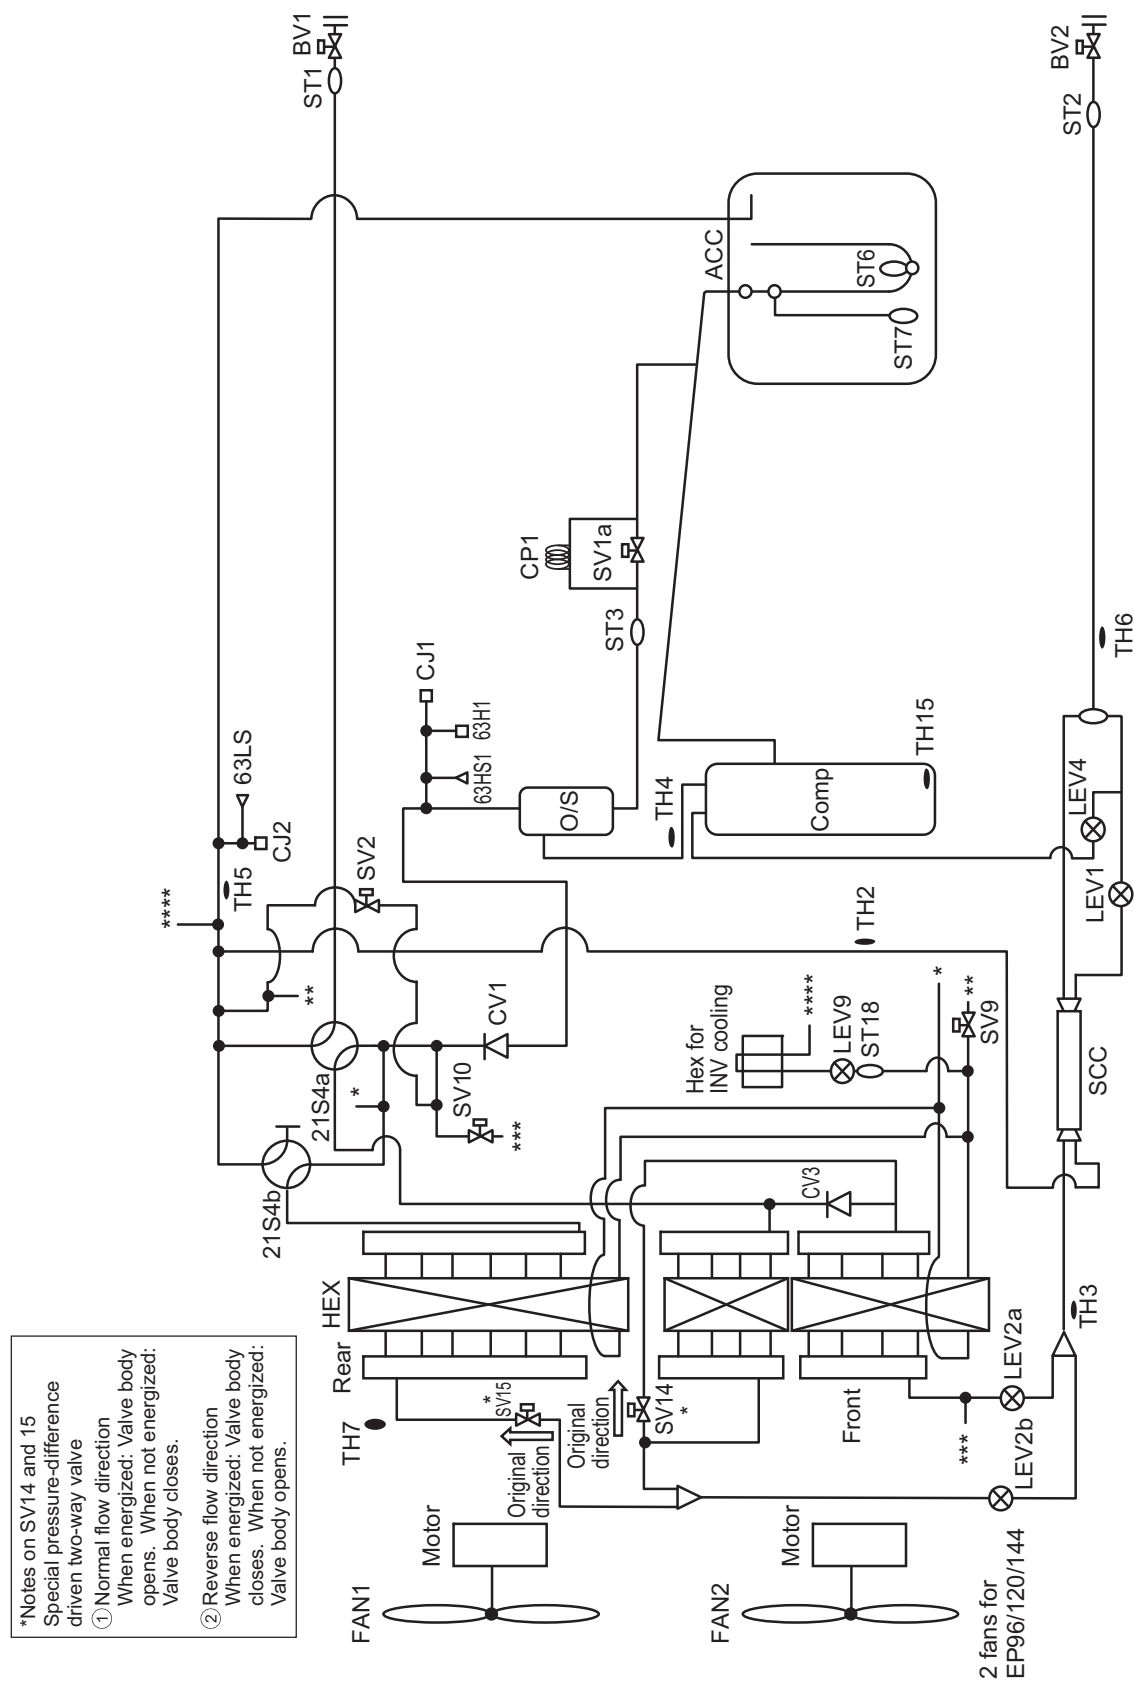 *Notes on SV14 and 15
Special pressure-difference
driven two-way valve
① Normal flow direction
When energized: Valve body
opens. When not energized:
Valve body closes.
② Reverse flow direction
When energized: Valve body
closes. When not energized:
Valve body opens.
BV1
ST1
BV2
ST2
ACC
ST6
ST7
CP1
SV1a
ST3
CJ1
63H1
63HS1
O/S
TH4
Comp
TH15
TH6
63LS
CJ2
TH5
****
SV2
**
LEV4
LEV1
TH2
CV1
21S4a
*
SV10
***
Hex for
INV cooling
****
LEV9
ST18
*
**
SV9
SCC
21S4b
CV3
HEX
Rear
TH7
*
SV15
Original
direction
Original
direction
SV14
*
Front
***
LEV2a
LEV2b
TH3
Motor
FAN1
Motor
FAN2
2 fans for
EP96/120/144